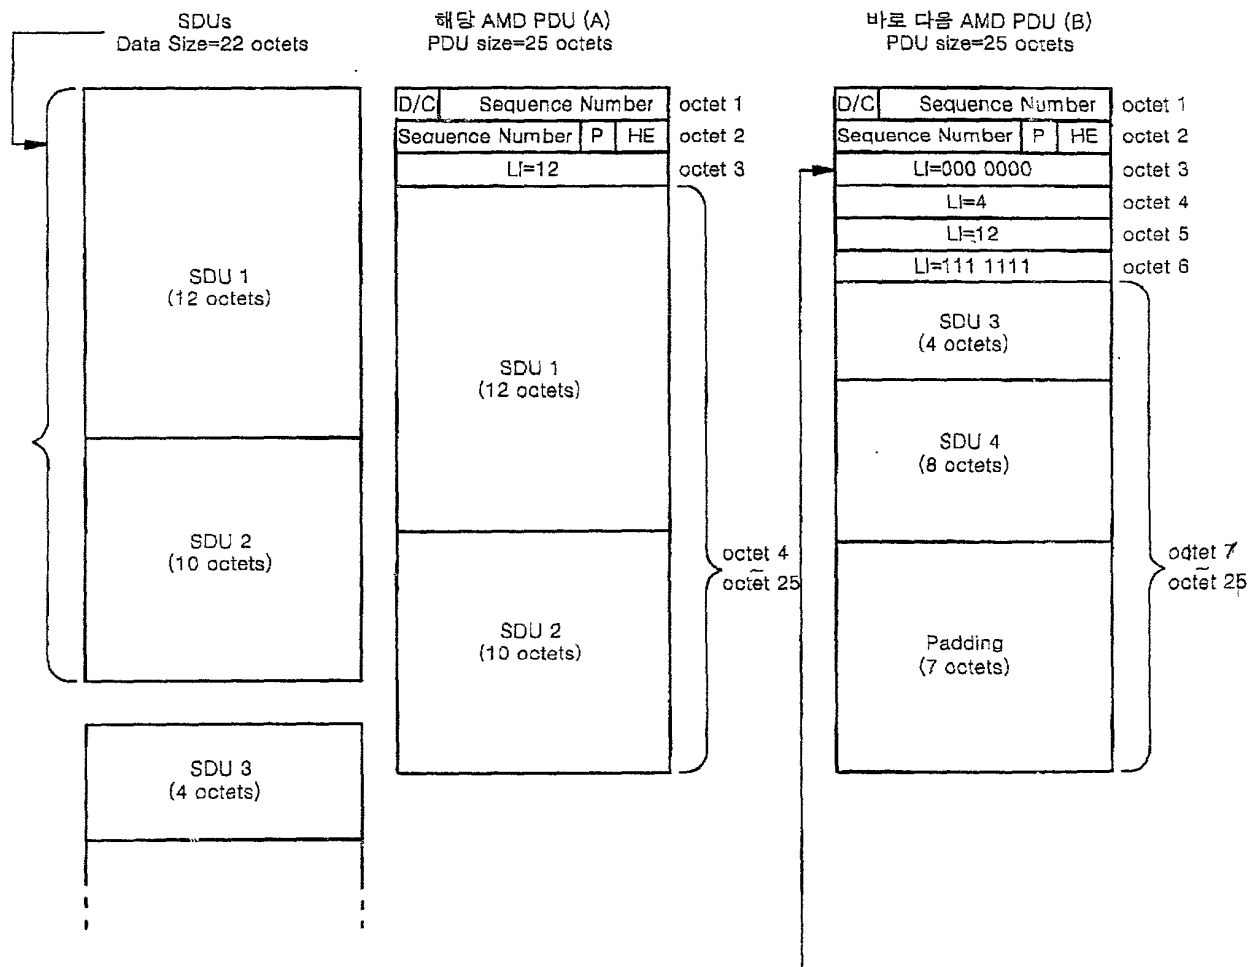 SDUs
Data Size=22 octets
SDU 1
(12 octets)
SDU 2
(10 octets)
SDU 3
(4 octets)
해당 AMD PDU (A)
PDU size=25 octets
D/C Sequence Number octet 1
Sequence Number P HE octet 2
LI=12 octet 3
SDU 1
(12 octets)
SDU 2
(10 octets)
octet 4
~
octet 25
바로 다음 AMD PDU (B)
PDU size=25 octets
D/C Sequence Number octet 1
Sequence Number P HE octet 2
LI=000 0000 octet 3
LI=4 octet 4
LI=12 octet 5
LI=111 1111 octet 6
SDU 3
(4 octets)
SDU 4
(8 octets)
Padding
(7 octets)
octet 7
~
octet 25